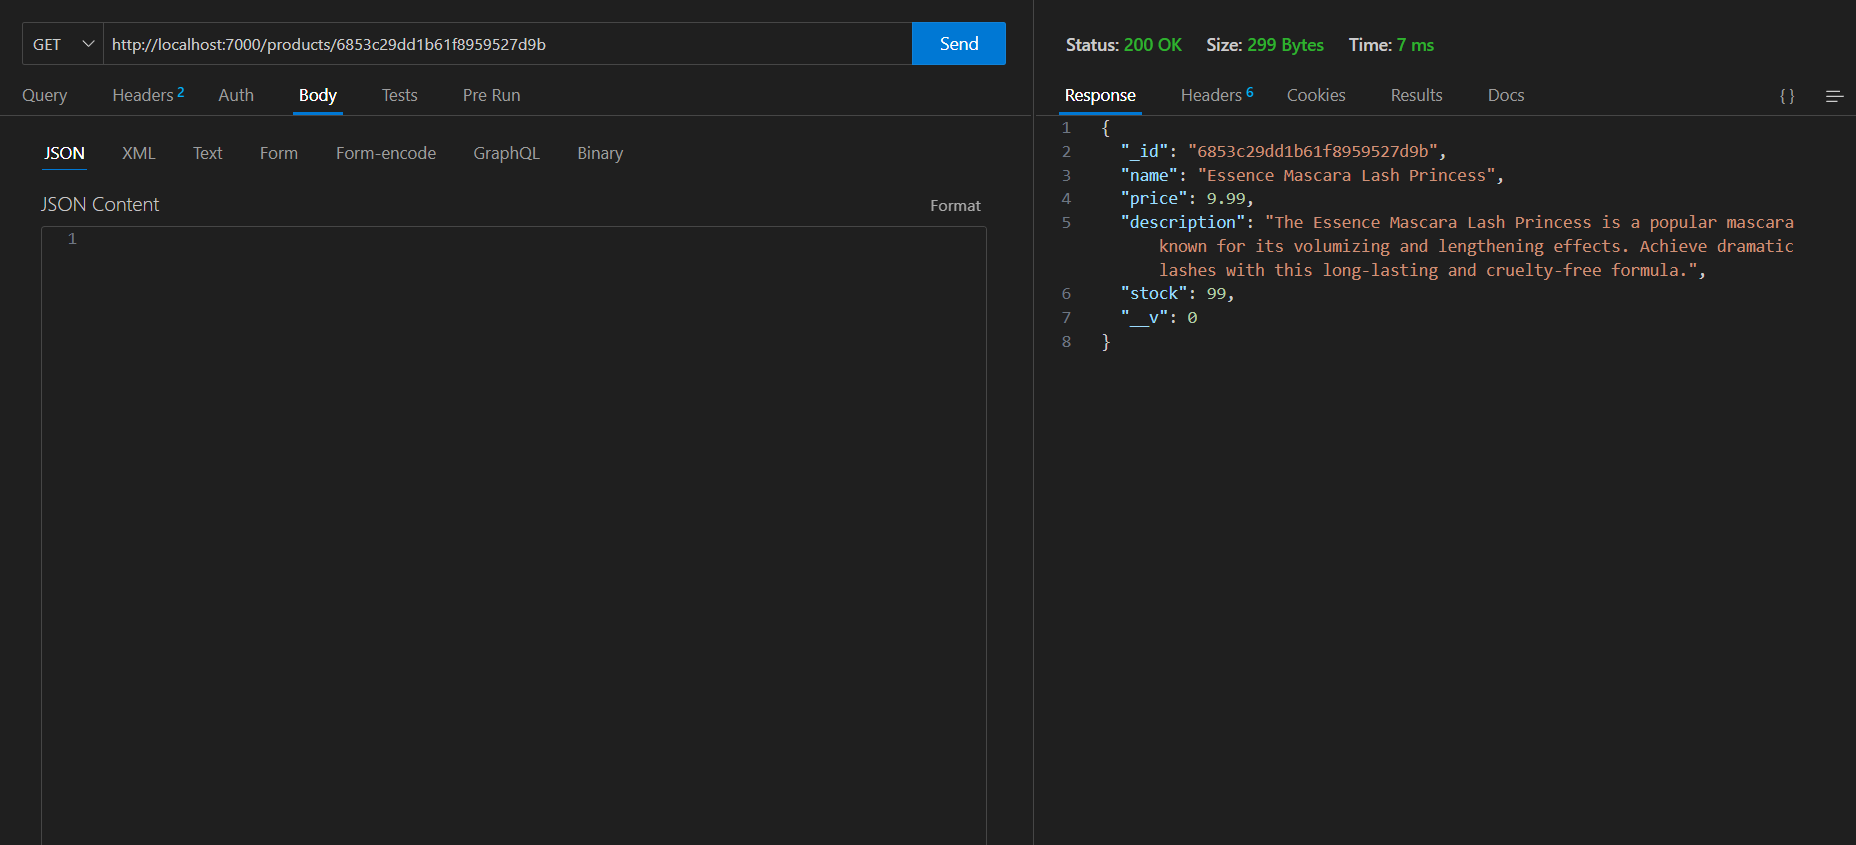 GET http://localhost:7000/products/6853c29dd1b61f8959527d9b Send
Query Headers 2 Auth Body Tests Pre Run
JSON XML Text Form Form-encode GraphQL Binary
JSON Content Format
1
Status: 200 OK Size: 299 Bytes Time: 7 ms
Response Headers 6 Cookies Results Docs { }
1 {
2 "_id": "6853c29dd1b61f8959527d9b",
3 "name": "Essence Mascara Lash Princess",
4 "price": 9.99,
5 "description": "The Essence Mascara Lash Princess is a popular mascara
known for its volumizing and lengthening effects. Achieve dramatic
lashes with this long-lasting and cruelty-free formula.",
6 "stock": 99,
7 "__v": 0
8 }